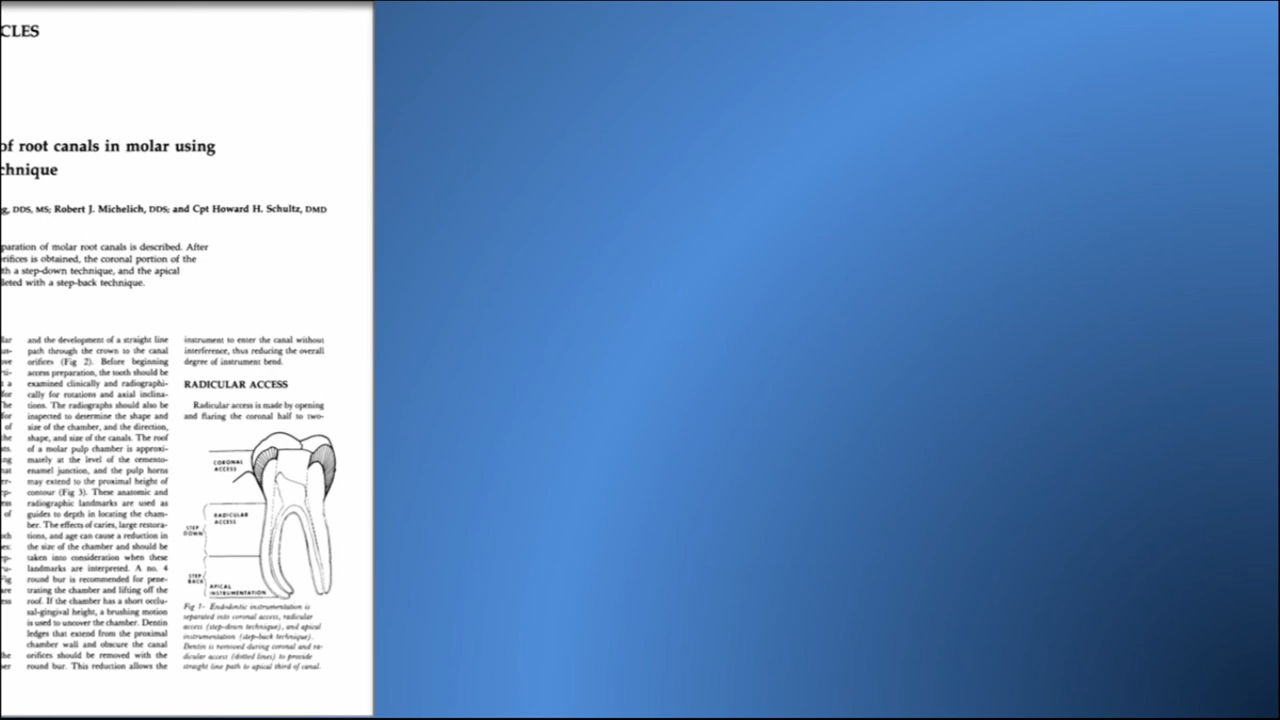 CLES
of root canals in molar using
chnique
g, DDS, MS; Robert J. Michelich, DDS; and Cpt Howard H. Schultz, DMD
paration of molar root canals is described. After
rifices is obtained, the coronal portion of the
th a step-down technique, and the apical
leted with a step-back technique.
and the development of a straight line
path through the crown to the canal
orifices (Fig 2). Before beginning
access preparation, the tooth should be
examined clinically and radiographi-
cally for rotations and axial inclina-
tions. The radiographs should also be
inspected to determine the shape and
size of the chamber, and the direction,
shape, and size of the canals. The roof
of a molar pulp chamber is approxi-
mately at the level of the cemento-
enamel junction, and the pulp horns
may extend to the proximal height of
contour (Fig 3). These anatomic and
radiographic landmarks are used as
guides to depth in locating the cham-
ber. The effects of caries, large restora-
tions, and age can cause a reduction in
the size of the chamber and should be
taken into consideration when these
landmarks are interpresed. A no. 4
round bur is recommended for pene-
trating the chamber and lifting off the
roof. If the chamber has a short occlu-
sal-gingival height, a brushing motion
is used to uncover the chamber. Dentin
ledges that extend from the proximal
chamber wall and obscure the canal
orifices should be removed with the
round bur. This reduction allows the
instrument to enter the canal without
interference, thus reducing the overall
degree of instrument bend.
RADICULAR ACCESS
Radicular access is made by opening
and flaring the coronal half to two-
CORONAL
ACCESS
RADICULAR
ACCESS
STEP
DOWN
STEP
BACK
APICAL
INSTRUMENTATION
Fig 1- Endodontic instrumentation is
separated into coronal access, radicular
access (step-down technique), and apical
instrumentation (step-back technique).
Dentin is removed during coronal and ra-
dicular access (dotted lines) to provide
straight line path to apical third of canal.